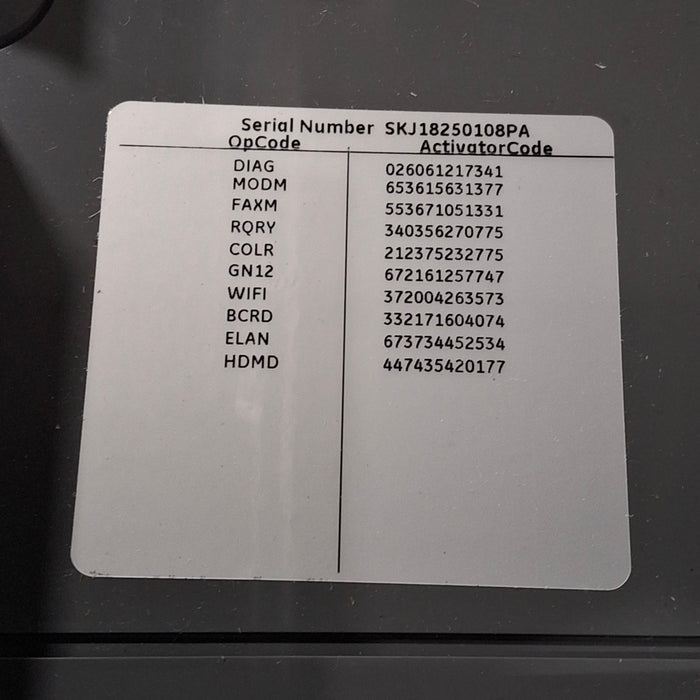 Serial Number SKJ18250108PA
OpCode ActivatorCode
DIAG 026061217341
MODM 653615631377
FAXM 553671051331
RQRY 340356270775
COLR 212375232775
GN12 672161257747
WIFI 372004263573
BCRD 332171604074
ELAN 673734452534
HDMD 447435420177